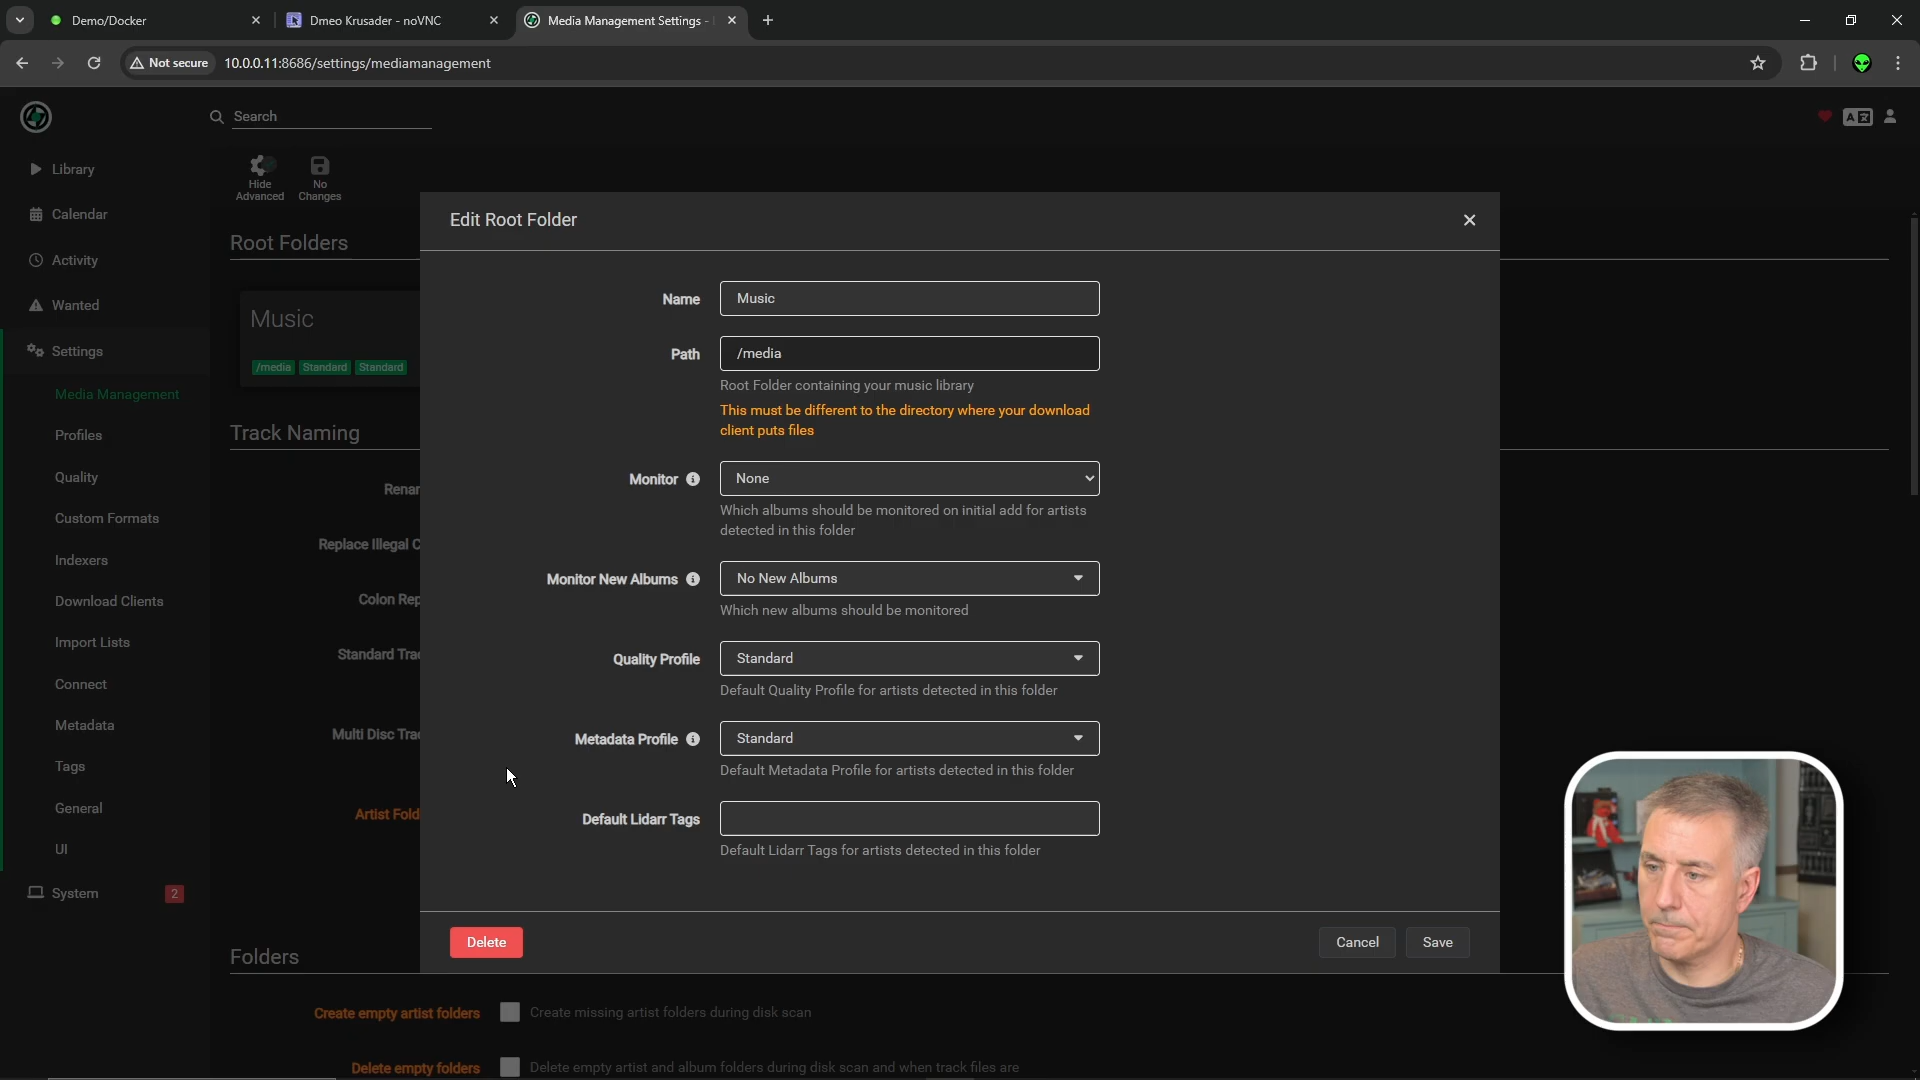 Demo/Docker
Dmeo Krusader - noVNC
Media Management Settings -
Not secure
10.0.0.11:8686/settings/mediamanagement
Search
Library
Calendar
Activity
Wanted
Settings
Media Management
Profiles
Quality
Custom Formats
Indexers
Download Clients
Import Lists
Connect
Metadata
Tags
General
UI
System
2
Hide
Advanced
No
Changes
Root Folders
Music
/media
Standard
Standard
Track Naming
Renar
Replace Illegal C
Colon Rep
Standard Trac
Multi Disc Trac
Artist Fold
Folders
Create empty artist folders
Create missing artist folders during disk scan
Delete empty folders
Delete empty artist and album folders during disk scan and when track files are
Edit Root Folder
Name
Music
Path
/media
Root Folder containing your music library
This must be different to the directory where your download
client puts files
Monitor
None
Which albums should be monitored on initial add for artists
detected in this folder
Monitor New Albums
No New Albums
Which new albums should be monitored
Quality Profile
Standard
Default Quality Profile for artists detected in this folder
Metadata Profile
Standard
Default Metadata Profile for artists detected in this folder
Default Lidarr Tags
Default Lidarr Tags for artists detected in this folder
Delete
Cancel
Save